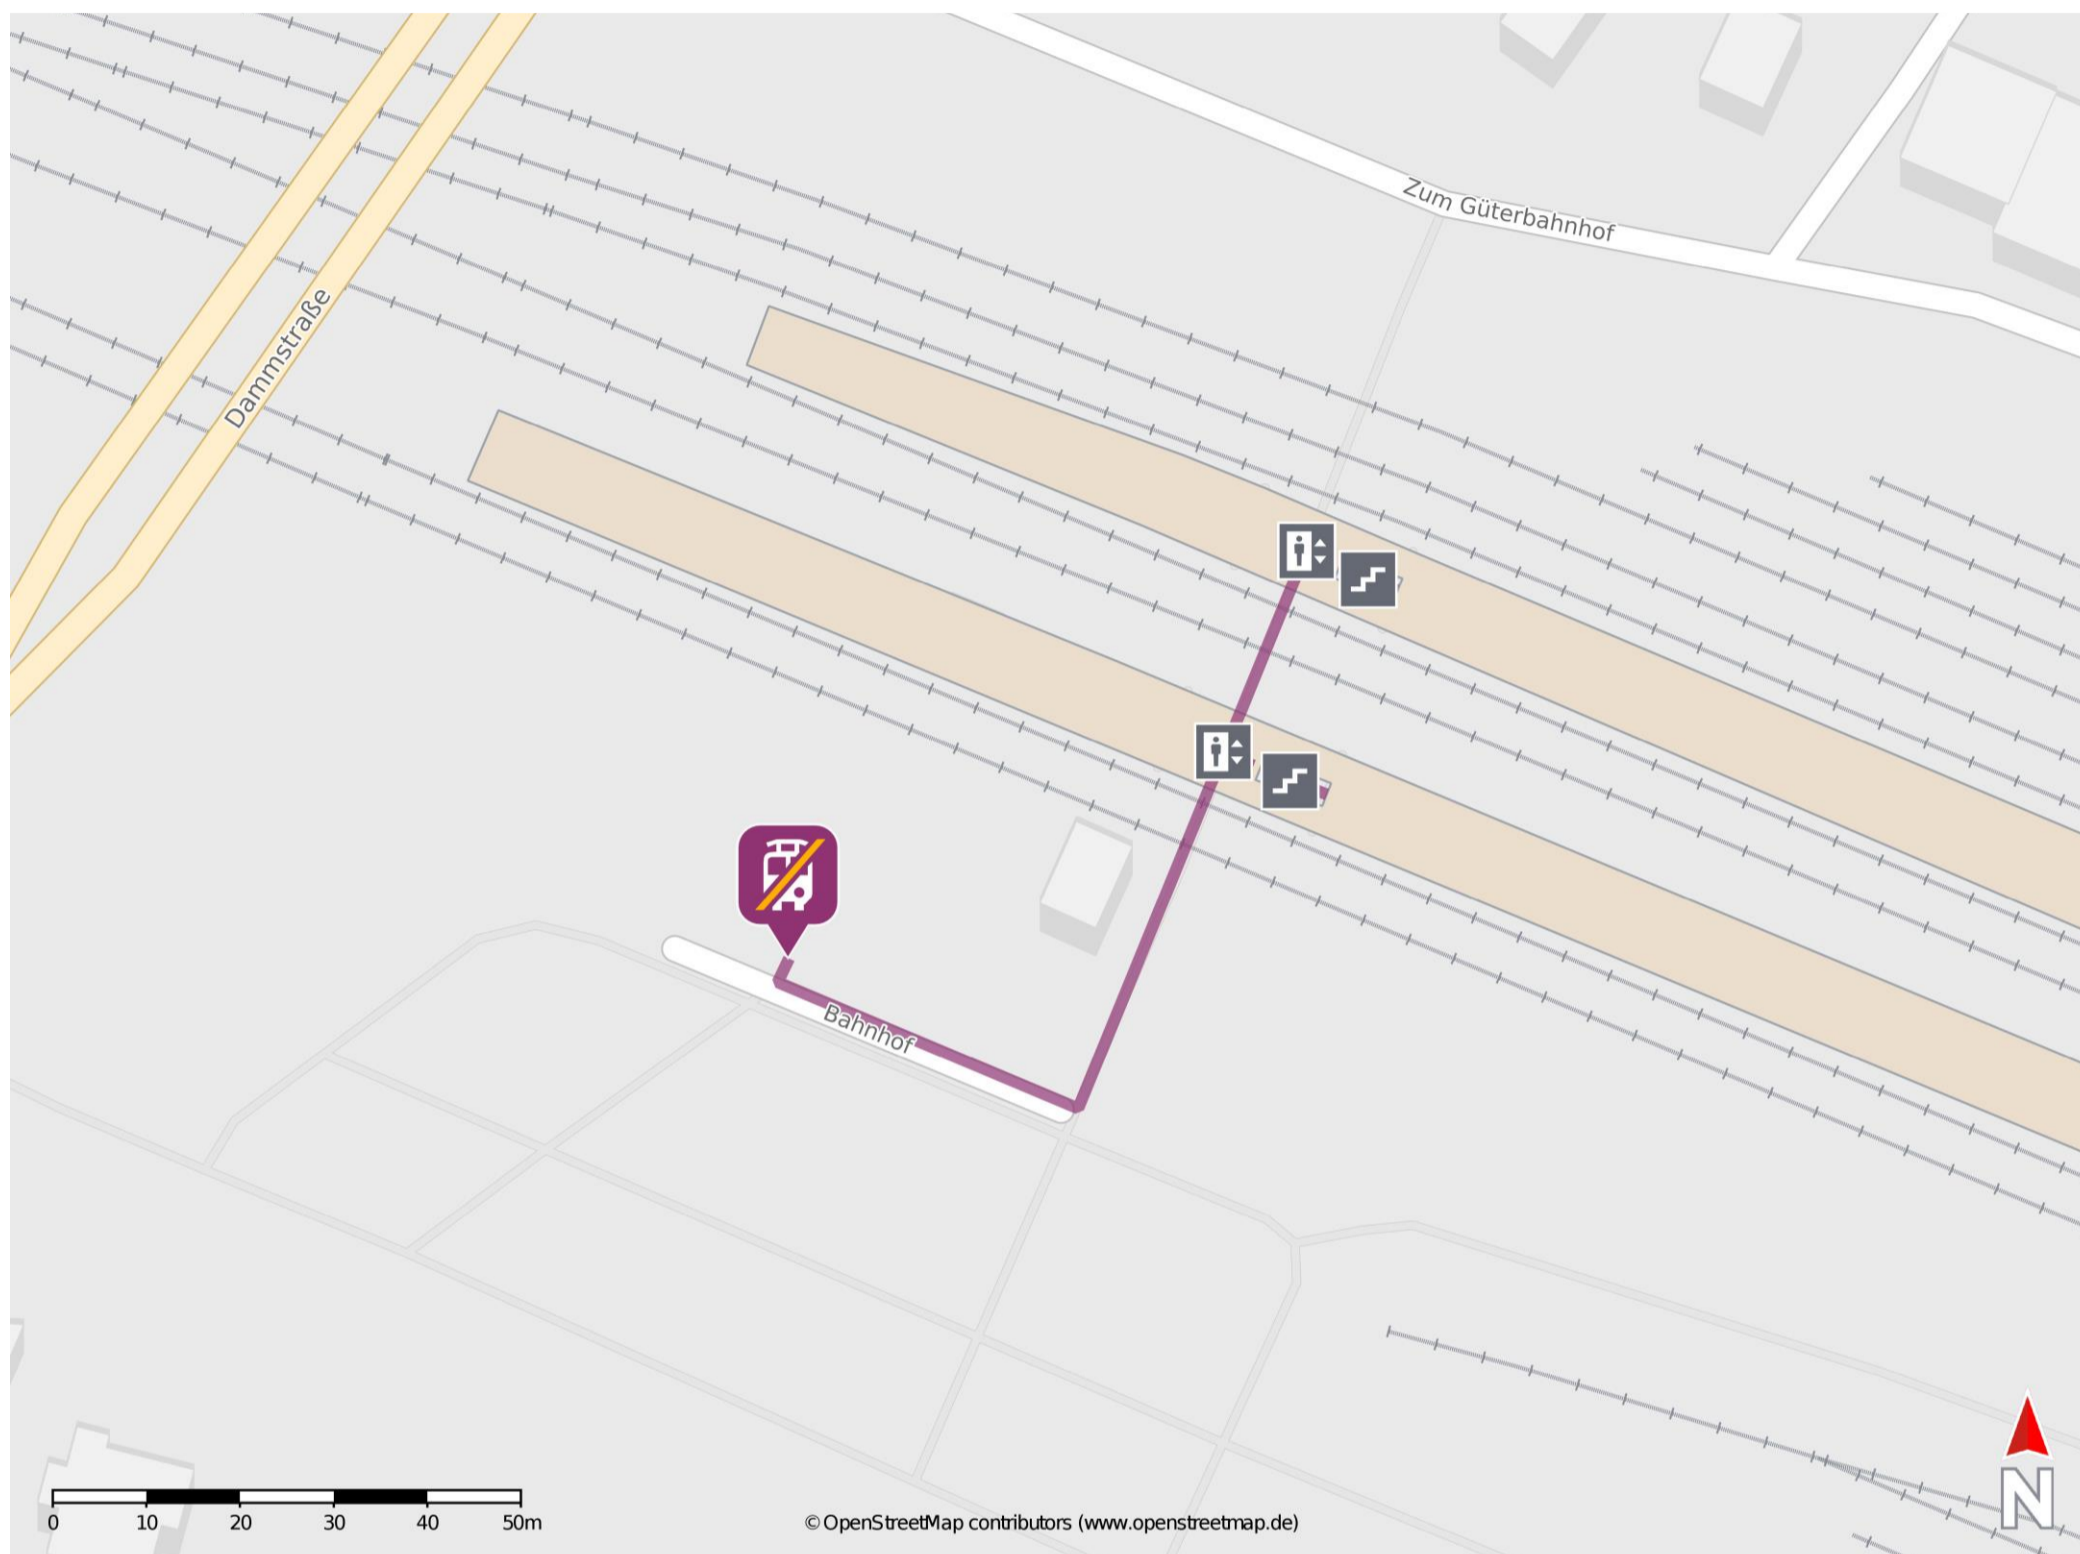 Zum Güterbahnhof
Dammstraße
Bahnhof
0 10 20 30 40 50m
© OpenStreetMap contributors (www.openstreetmap.de)
N